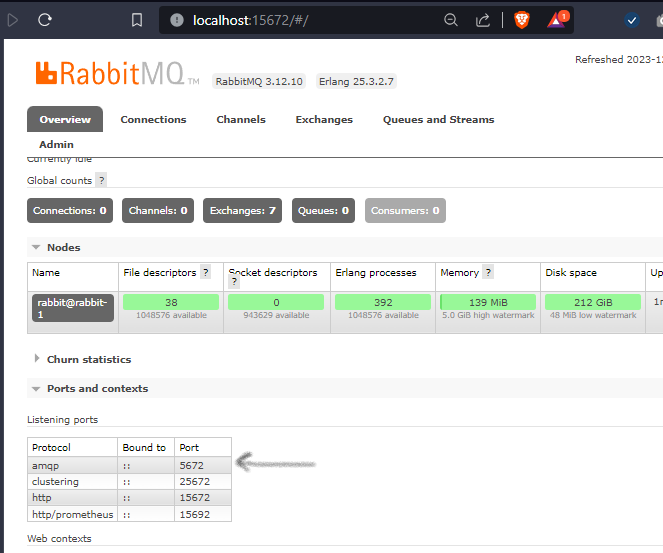 localhost:15672/#/
1
RabbitMQ TM
RabbitMQ 3.12.10
Erlang 25.3.2.7
Refreshed 2023-1
Overview
Connections
Channels
Exchanges
Queues and Streams
Admin
Currently idle
Global counts ?
Connections: 0
Channels: 0
Exchanges: 7
Queues: 0
Consumers: 0
Nodes
Name File descriptors ? Socket descriptors ? Erlang processes Memory ? Disk space Up
rabbit@rabbit-1 38 0 392 139 MiB 212 GiB 1m
1048576 available 943629 available 1048576 available 5.0 GiB high watermark 48 MiB low watermark
Churn statistics
Ports and contexts
Listening ports
Protocol Bound to Port
amqp :: 5672
clustering :: 25672
http :: 15672
http/prometheus :: 15692
Web contexts